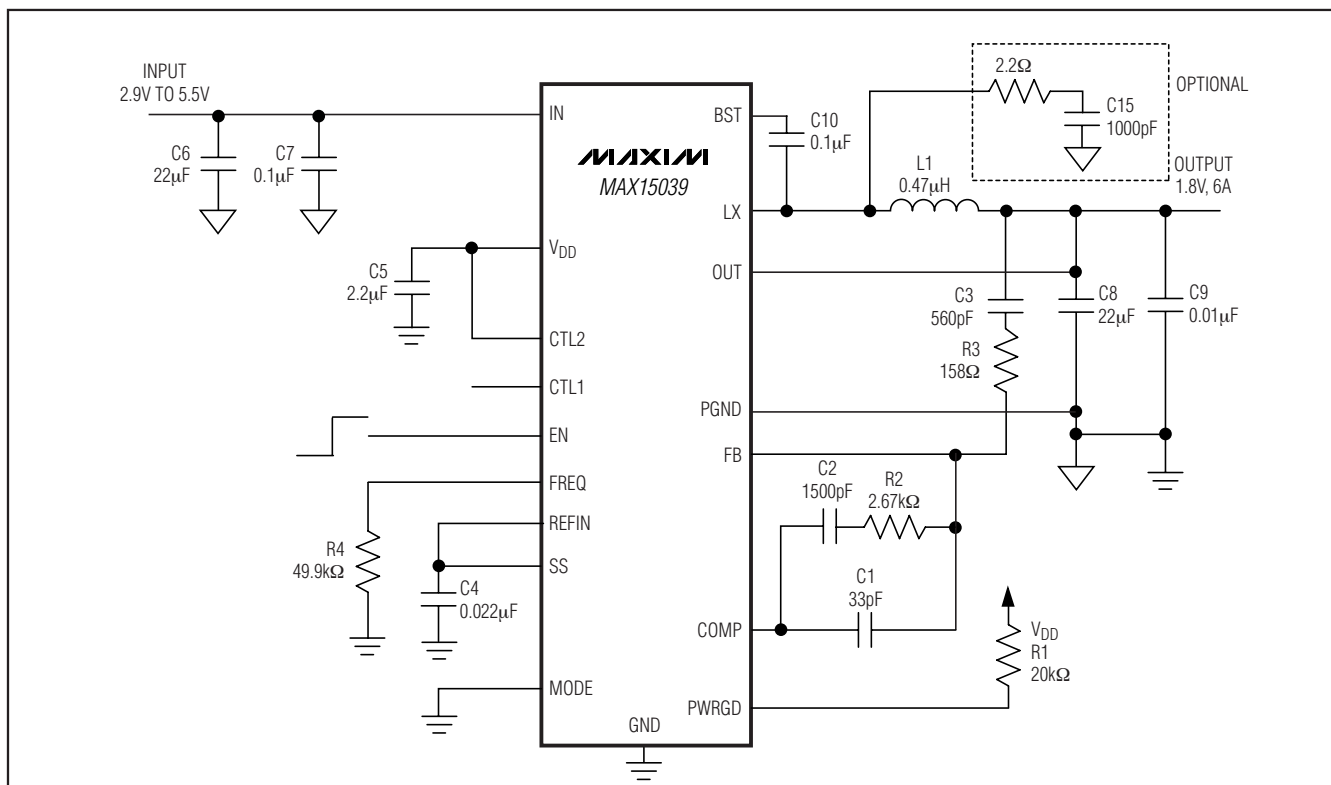 INPUT
2.9V TO 5.5V
C6
22µF
C7
0.1µF
IN
MAXIM
MAX15039
BST
C10
0.1µF
2.2Ω
C15
1000pF
OPTIONAL
OUTPUT
1.8V, 6A
L1
0.47µH
LX
VDD
C5
2.2µF
OUT
C3
560pF
C8
22µF
C9
0.01µF
R3
158Ω
CTL2
CTL1
PGND
EN
FB
FREQ
C2
1500pF
R2
2.67kΩ
REFIN
R4
49.9kΩ
SS
C4
0.022µF
C1
33pF
COMP
VDD
R1
20kΩ
MODE
PWRGD
GND